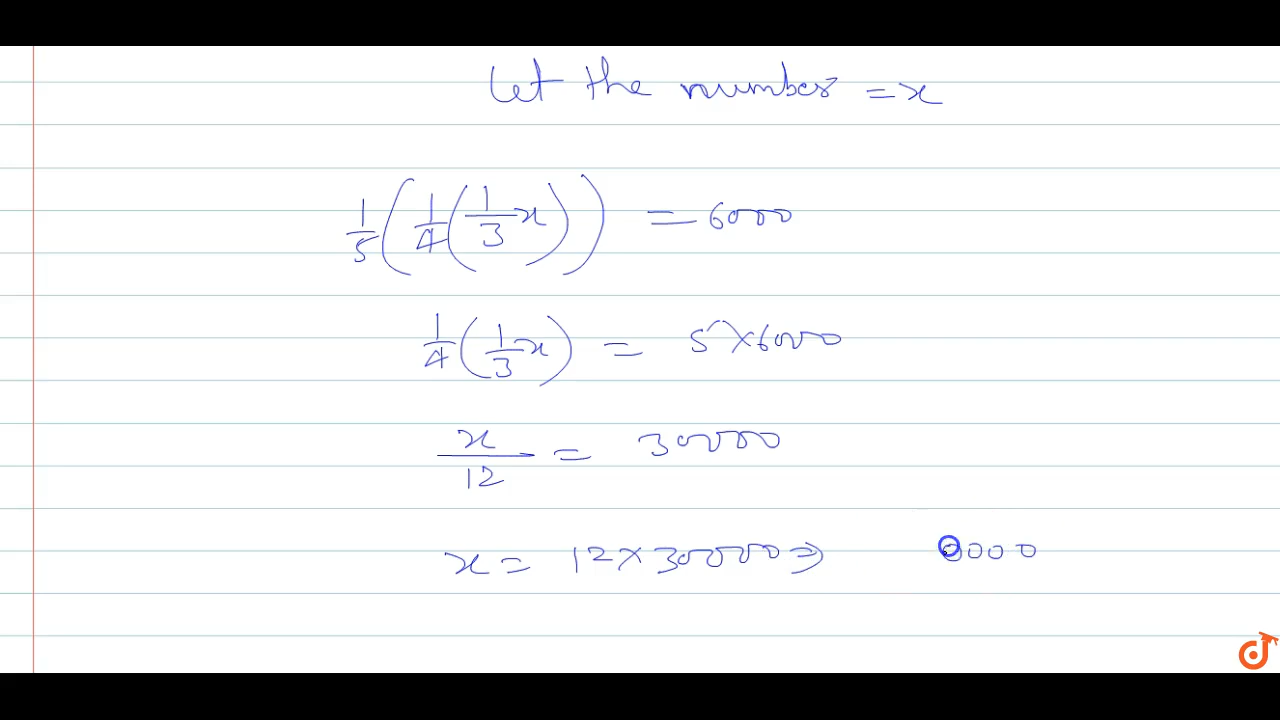 Let the number = x
1/5(1/4(1/3 x)) = 6000
1/4(1/3 x) = 5×6000
x/12 = 30000
x = 12×30000 ⇒ 0000